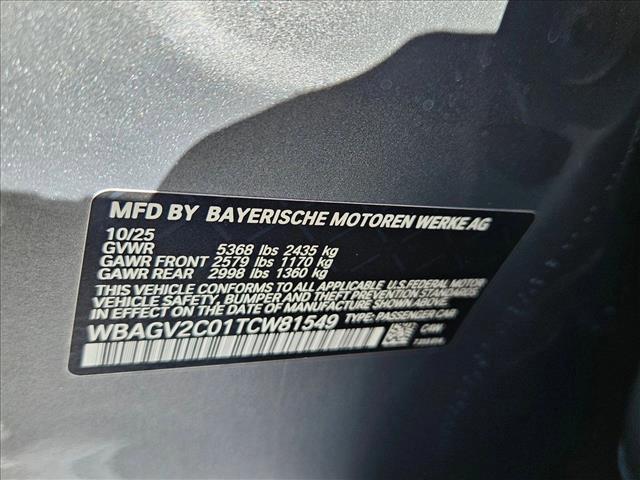 MFD BY BAYERISCHE MOTOREN WERKE AG
10/25
GVWR 5368 lbs 2435 kg
GAWR FRONT 2579 lbs 1170 kg
GAWR REAR 2998 lbs 1360 kg
THIS VEHICLE CONFORMS TO ALL APPLICABLE U.S. FEDERAL MOTOR
VEHICLE SAFETY, BUMPER, AND THEFT PREVENTION STANDARDS
IN EFFECT ON THE DATE OF MANUFACTURE SHOWN ABOVE.
WBAGV2C01TCW81549 TYPE: PASSENGER CAR